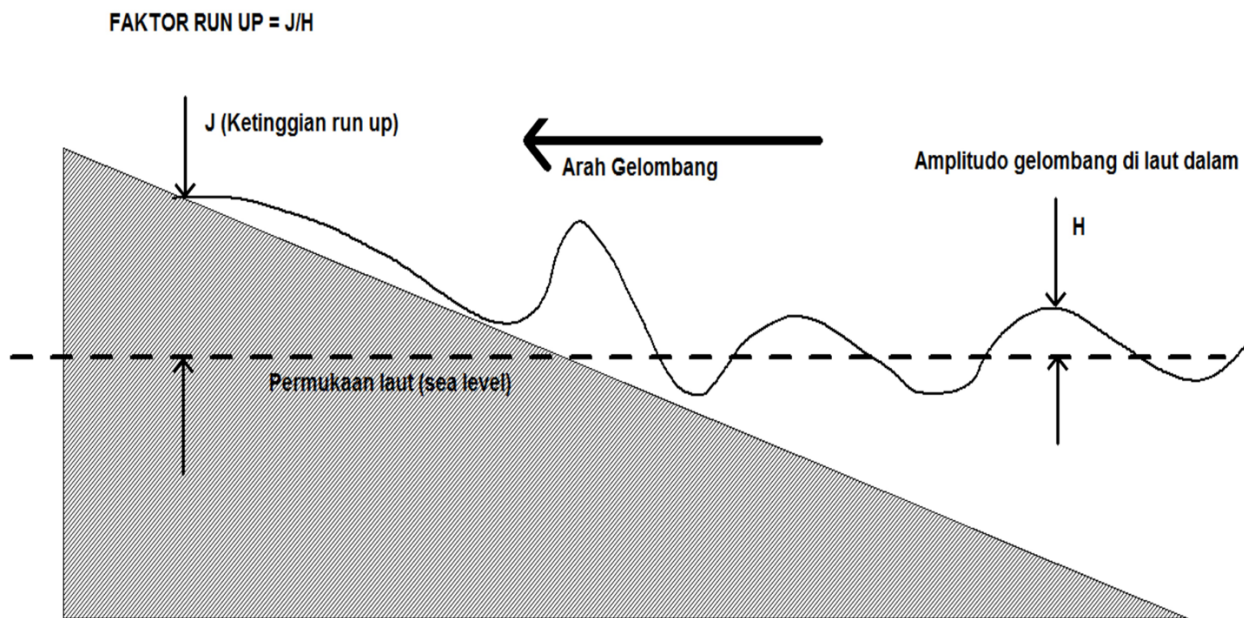 FAKTOR RUN UP = J/H
J (Ketinggian run up)
Arah Gelombang
Amplitudo gelombang di laut dalam
H
Permukaan laut (sea level)